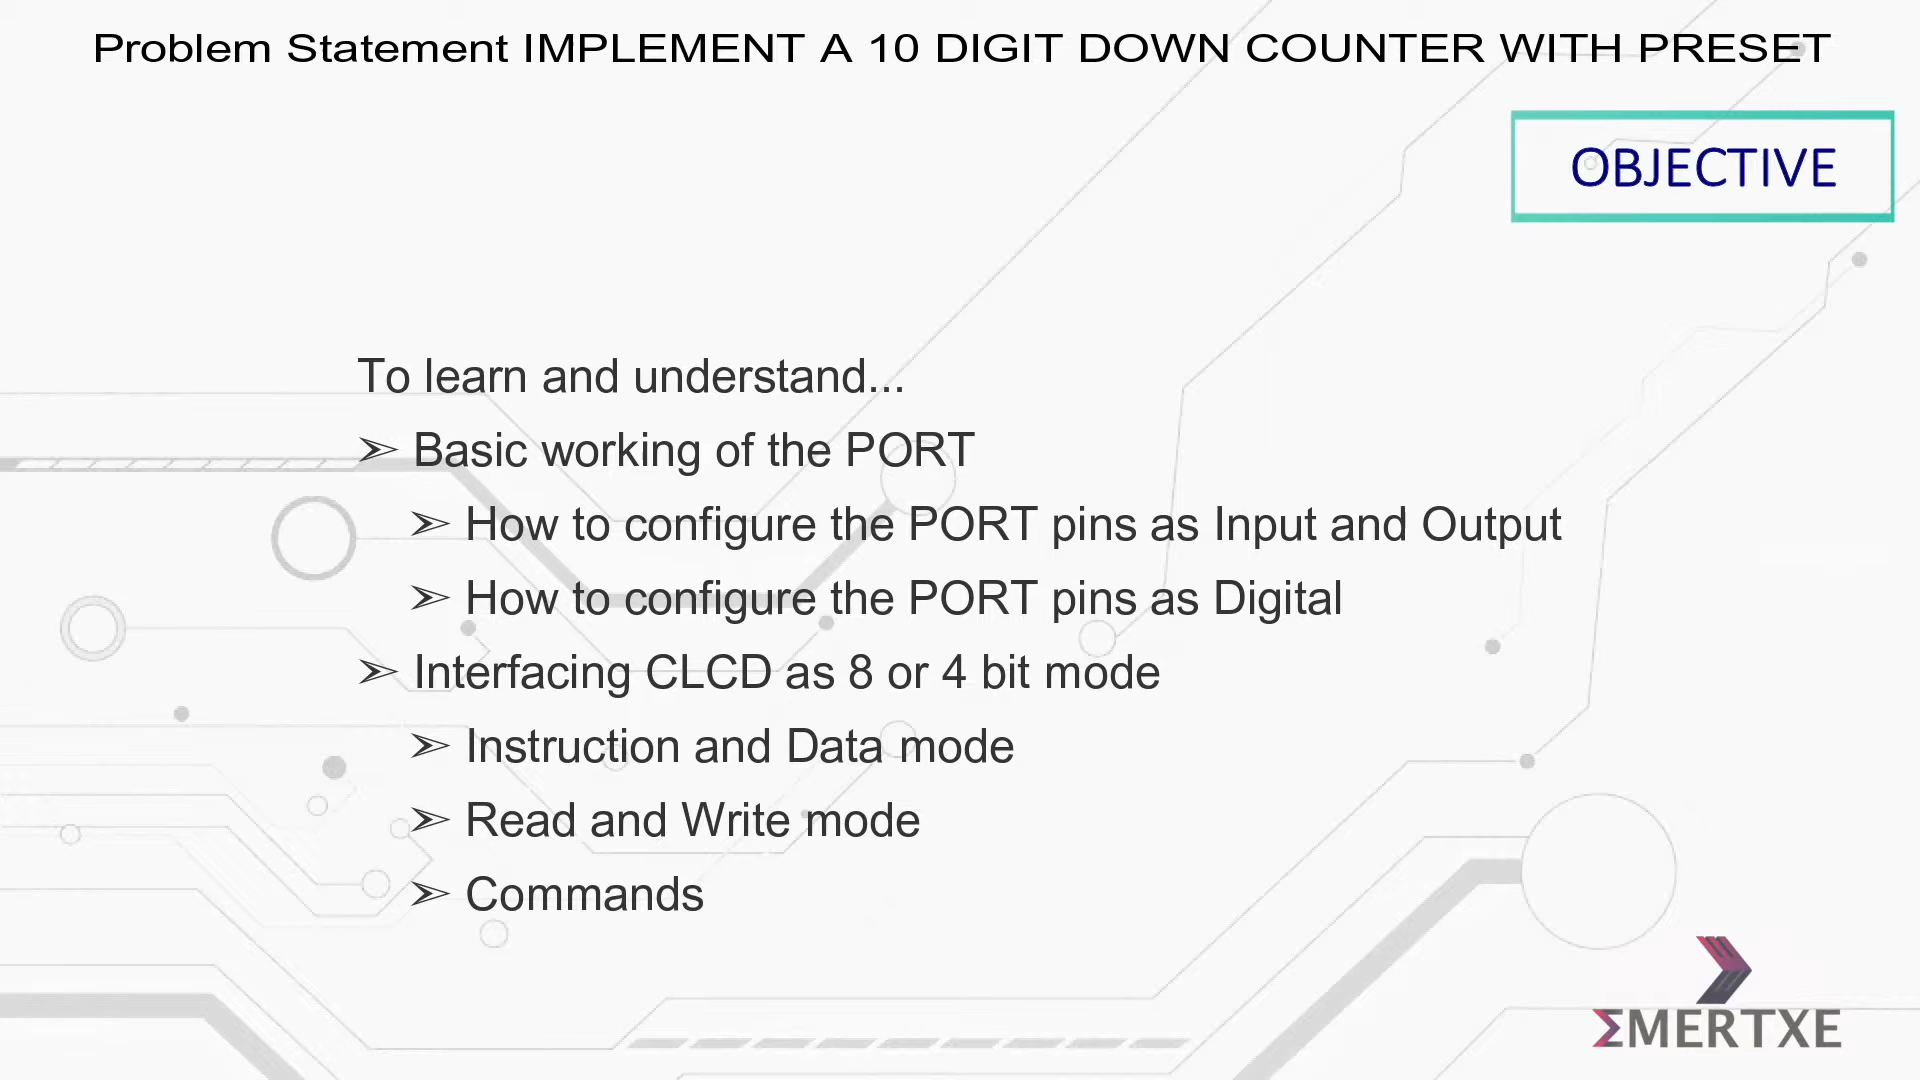 Problem Statement IMPLEMENT A 10 DIGIT DOWN COUNTER WITH PRESET
OBJECTIVE
To learn and understand...
➢ Basic working of the PORT
➢ How to configure the PORT pins as Input and Output
➢ How to configure the PORT pins as Digital
➢ Interfacing CLCD as 8 or 4 bit mode
➢ Instruction and Data mode
➢ Read and Write mode
➢ Commands
EMERTXE